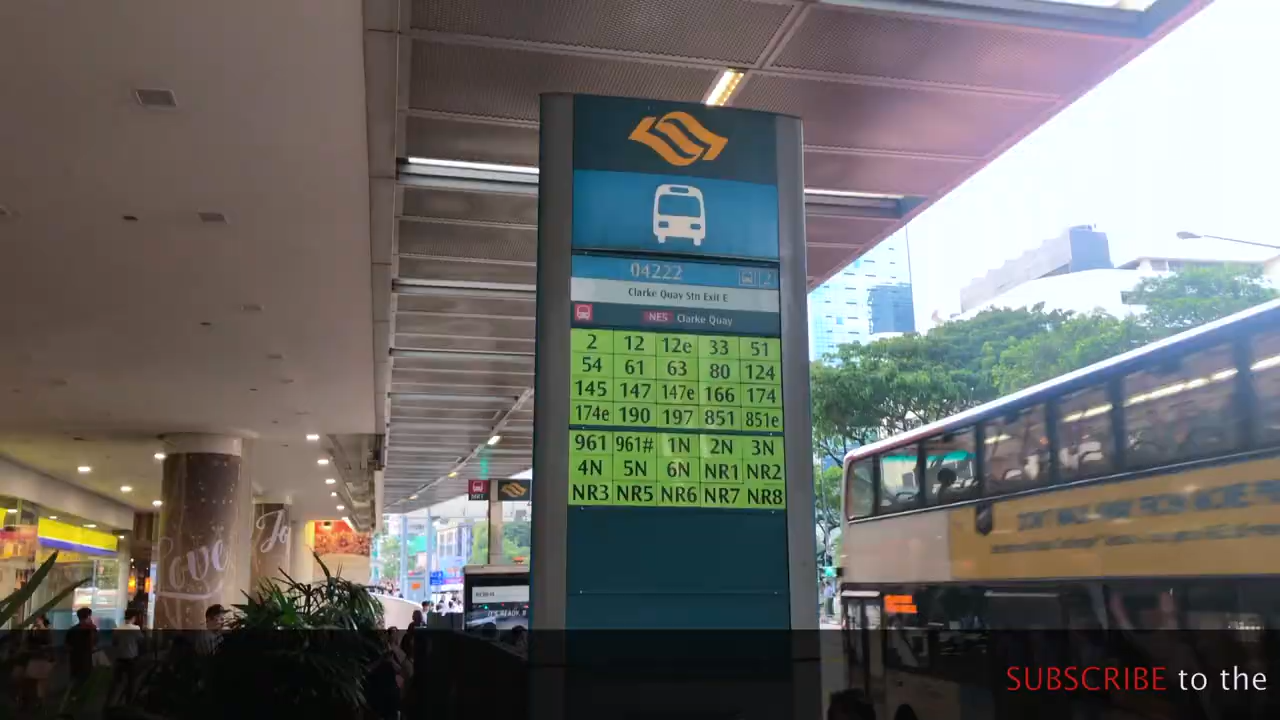 04222
Clarke Quay Stn Exit E
NE5 Clarke Quay
2 12 12e 33 51
54 61 63 80 124
145 147 147e 166 174
174e 190 197 851 851e
961 961# 1N 2N 3N
4N 5N 6N NR1 NR2
NR3 NR5 NR6 NR7 NR8
Love
Jo
SUBSCRIBE to the